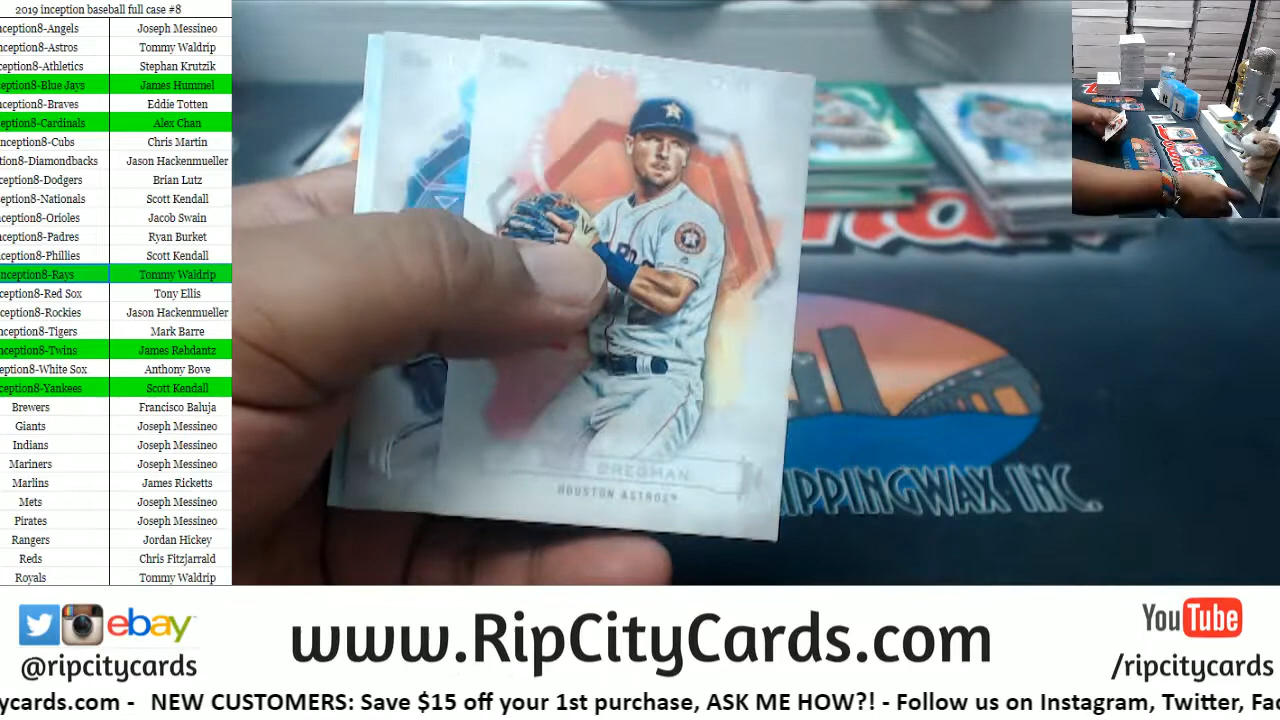 2019 inception baseball full case #8
nception8-Angels Joseph Messineo
nception8-Astros Tommy Waldrip
ception8-Athletics Stephan Krutzik
eption8-Blue Jays James Hummel
nception8-Braves Eddie Totten
eption8-Cardinals Alex Chan
nception8-Cubs Chris Martin
tion8-Diamondbacks Jason Hackenmueller
ception8-Dodgers Brian Lutz
eption8-Nationals Scott Kendall
nception8-Orioles Jacob Swain
nception8-Padres Ryan Burket
ception8-Phillies Scott Kendall
nception8-Rays Tommy Waldrip
ception8-Red Sox Tony Ellis
nception8-Rockies Jason Hackenmueller
nception8-Tigers Mark Barre
nception8-Twins James Rehdantz
eption8-White Sox Anthony Bove
ception8-Yankees Scott Kendall
Brewers Francisco Baluja
Giants Joseph Messineo
Indians Joseph Messineo
Mariners Joseph Messineo
Marlins James Ricketts
Mets Joseph Messineo
Pirates Joseph Messineo
Rangers Jordan Hickey
Reds Chris Fitzjarrald
Royals Tommy Waldrip
BREGMAN
HOUSTON ASTROS
IPPINGWAX INC.
ebay
@ripcitycards
www.RipCityCards.com
YouTube
/ripcitycards
ycards.com - NEW CUSTOMERS: Save $15 off your 1st purchase, ASK ME HOW?! - Follow us on Instagram, Twitter, Fac